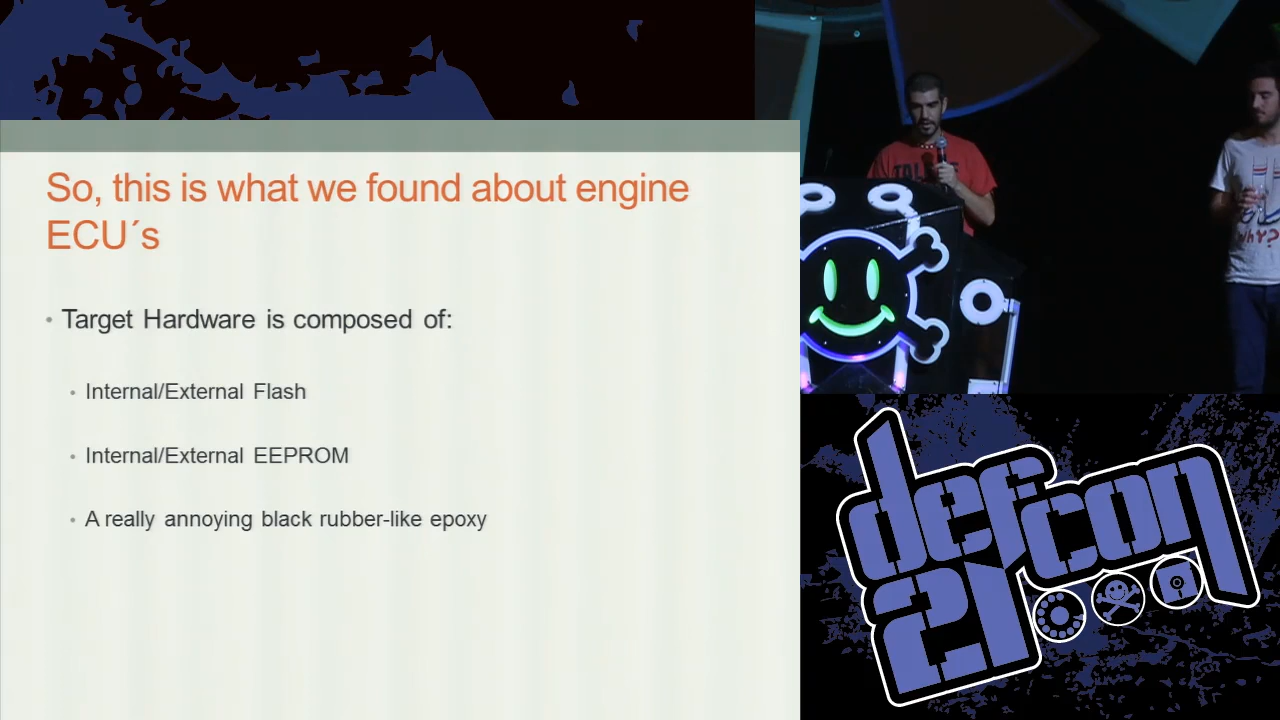 So, this is what we found about engine
ECU´s
• Target Hardware is composed of:
• Internal/External Flash
• Internal/External EEPROM
• A really annoying black rubber-like epoxy
Why?
defcon
21